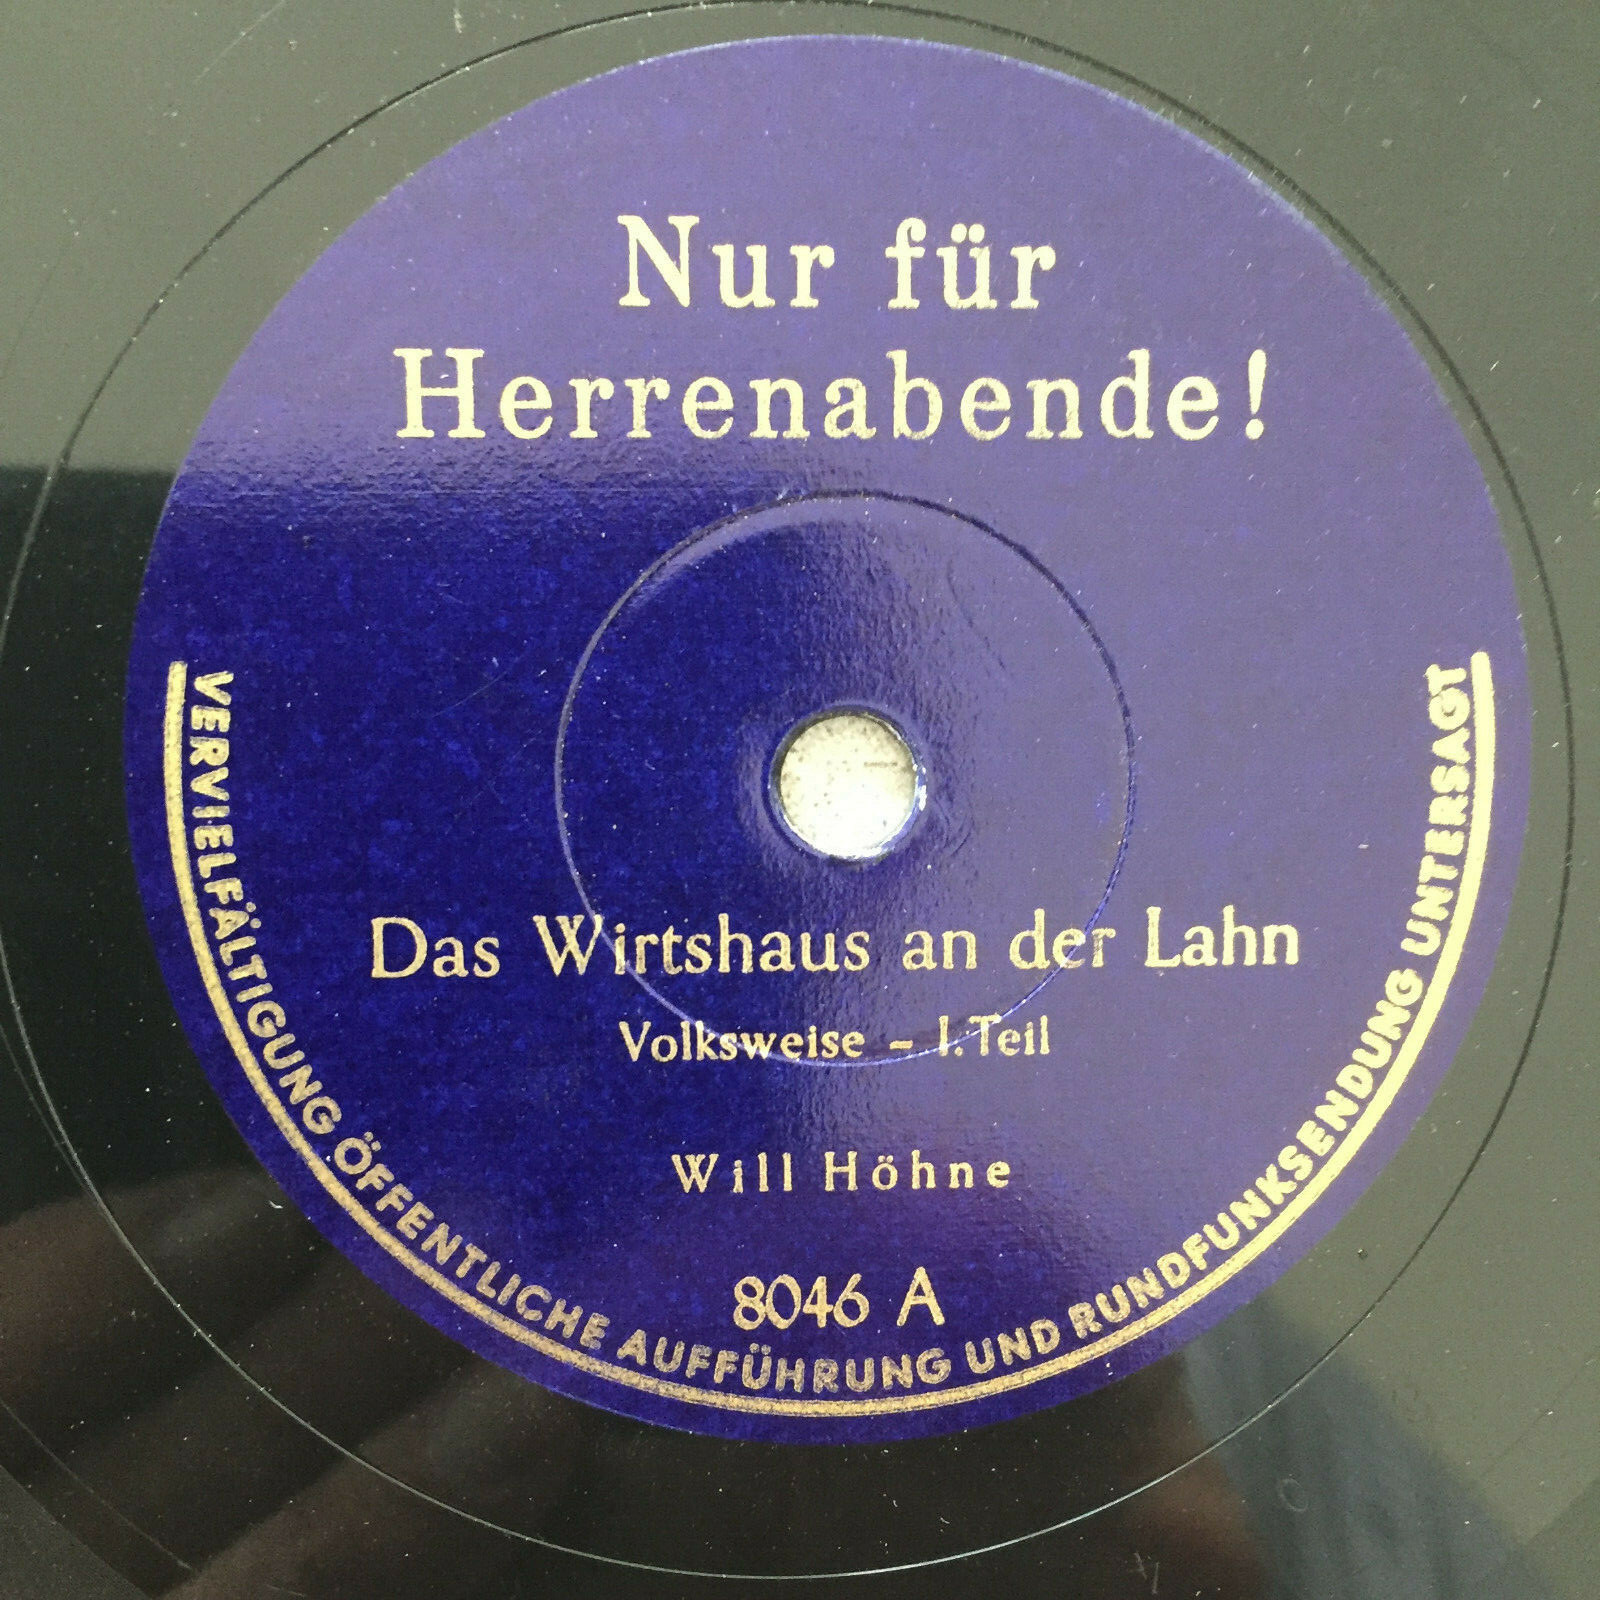 Nur für
Herrenabende!
Das Wirtshaus an der Lahn
Volksweise – I. Teil
Will Höhne
8046 A
VERVIELFÄLTIGUNG ÖFFENTLICHE AUFFÜHRUNG UND RUNDFUNKSENDUNG UNTERSAGT